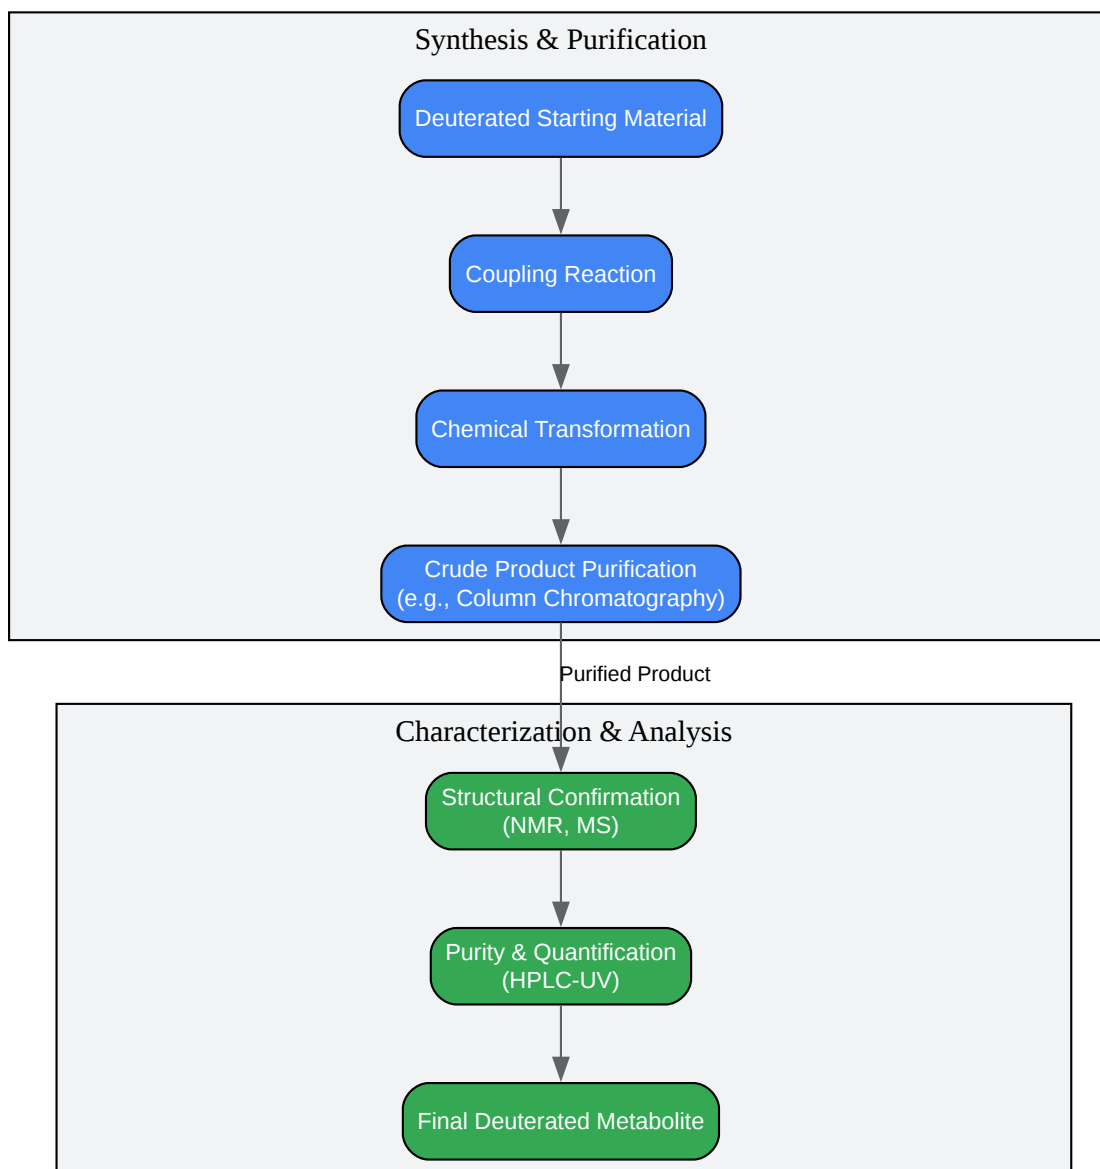 Synthesis & Purification
Deuterated Starting Material
Coupling Reaction
Chemical Transformation
Crude Product Purification
(e.g., Column Chromatography)
Purified Product
Characterization & Analysis
Structural Confirmation
(NMR, MS)
Purity & Quantification
(HPLC-UV)
Final Deuterated Metabolite